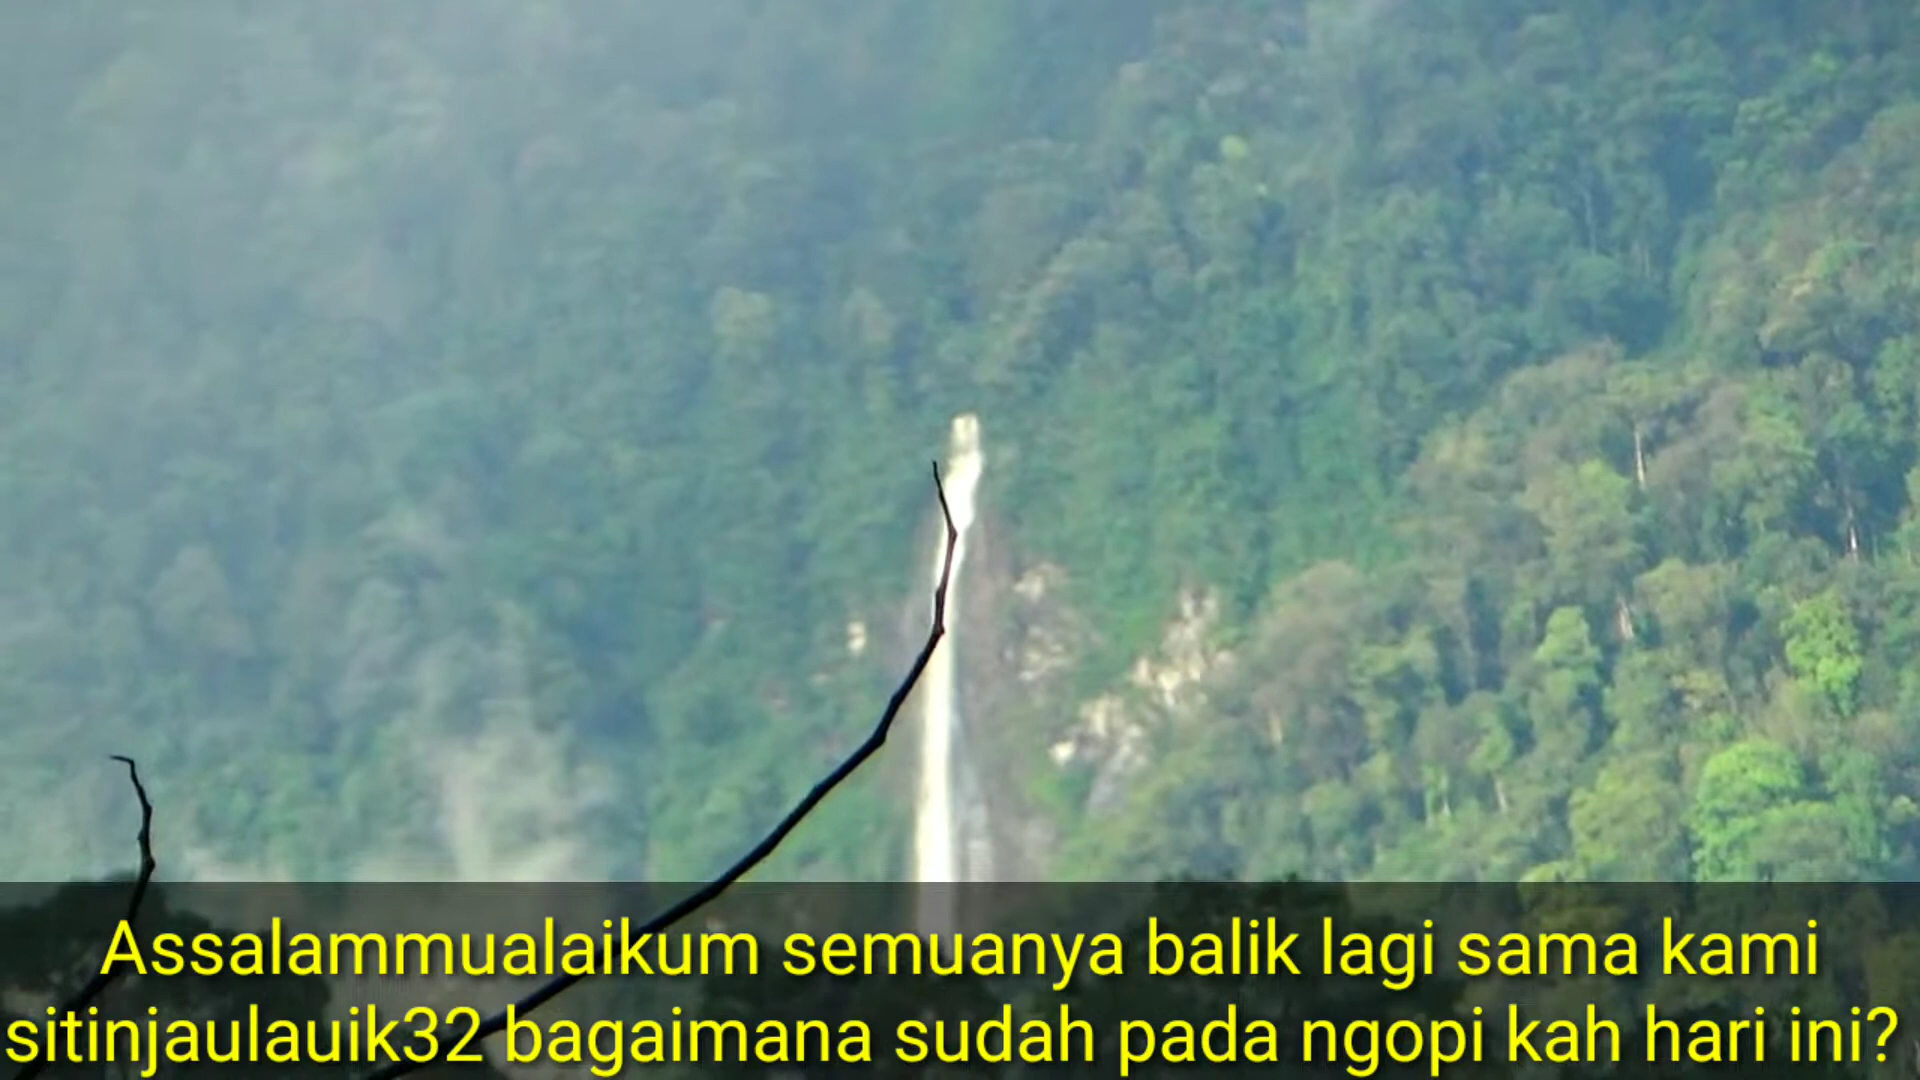 Assalammualaikum semuanya balik lagi sama kami
sitinjaulauik32 bagaimana sudah pada ngopi kah hari ini?